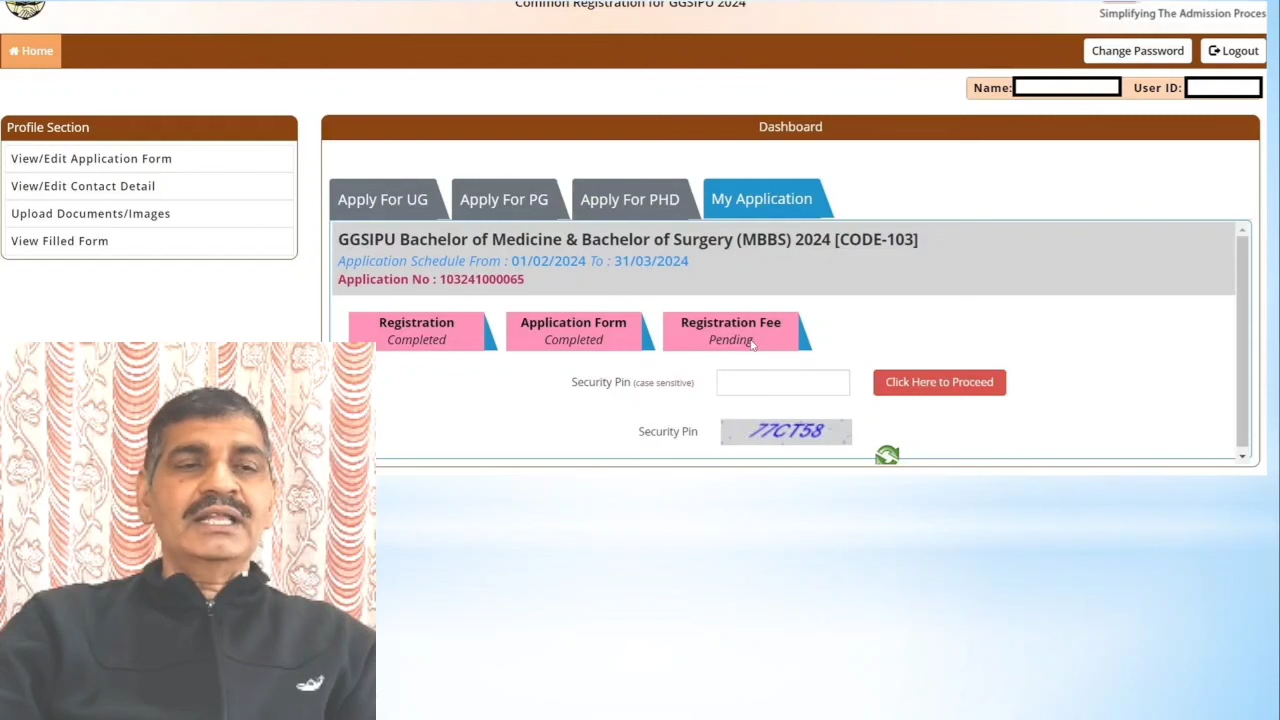 Common Registration for GGSIPU 2024
Simplifying The Admission Proces
Home
Change Password
Logout
Name:
User ID:
Profile Section
View/Edit Application Form
View/Edit Contact Detail
Upload Documents/Images
View Filled Form
Dashboard
Apply For UG
Apply For PG
Apply For PHD
My Application
GGSIPU Bachelor of Medicine & Bachelor of Surgery (MBBS) 2024 [CODE-103]
Application Schedule From : 01/02/2024 To : 31/03/2024
Application No : 103241000065
Registration
Completed
Application Form
Completed
Registration Fee
Pending
Security Pin (case sensitive)
Click Here to Proceed
Security Pin
77CT58